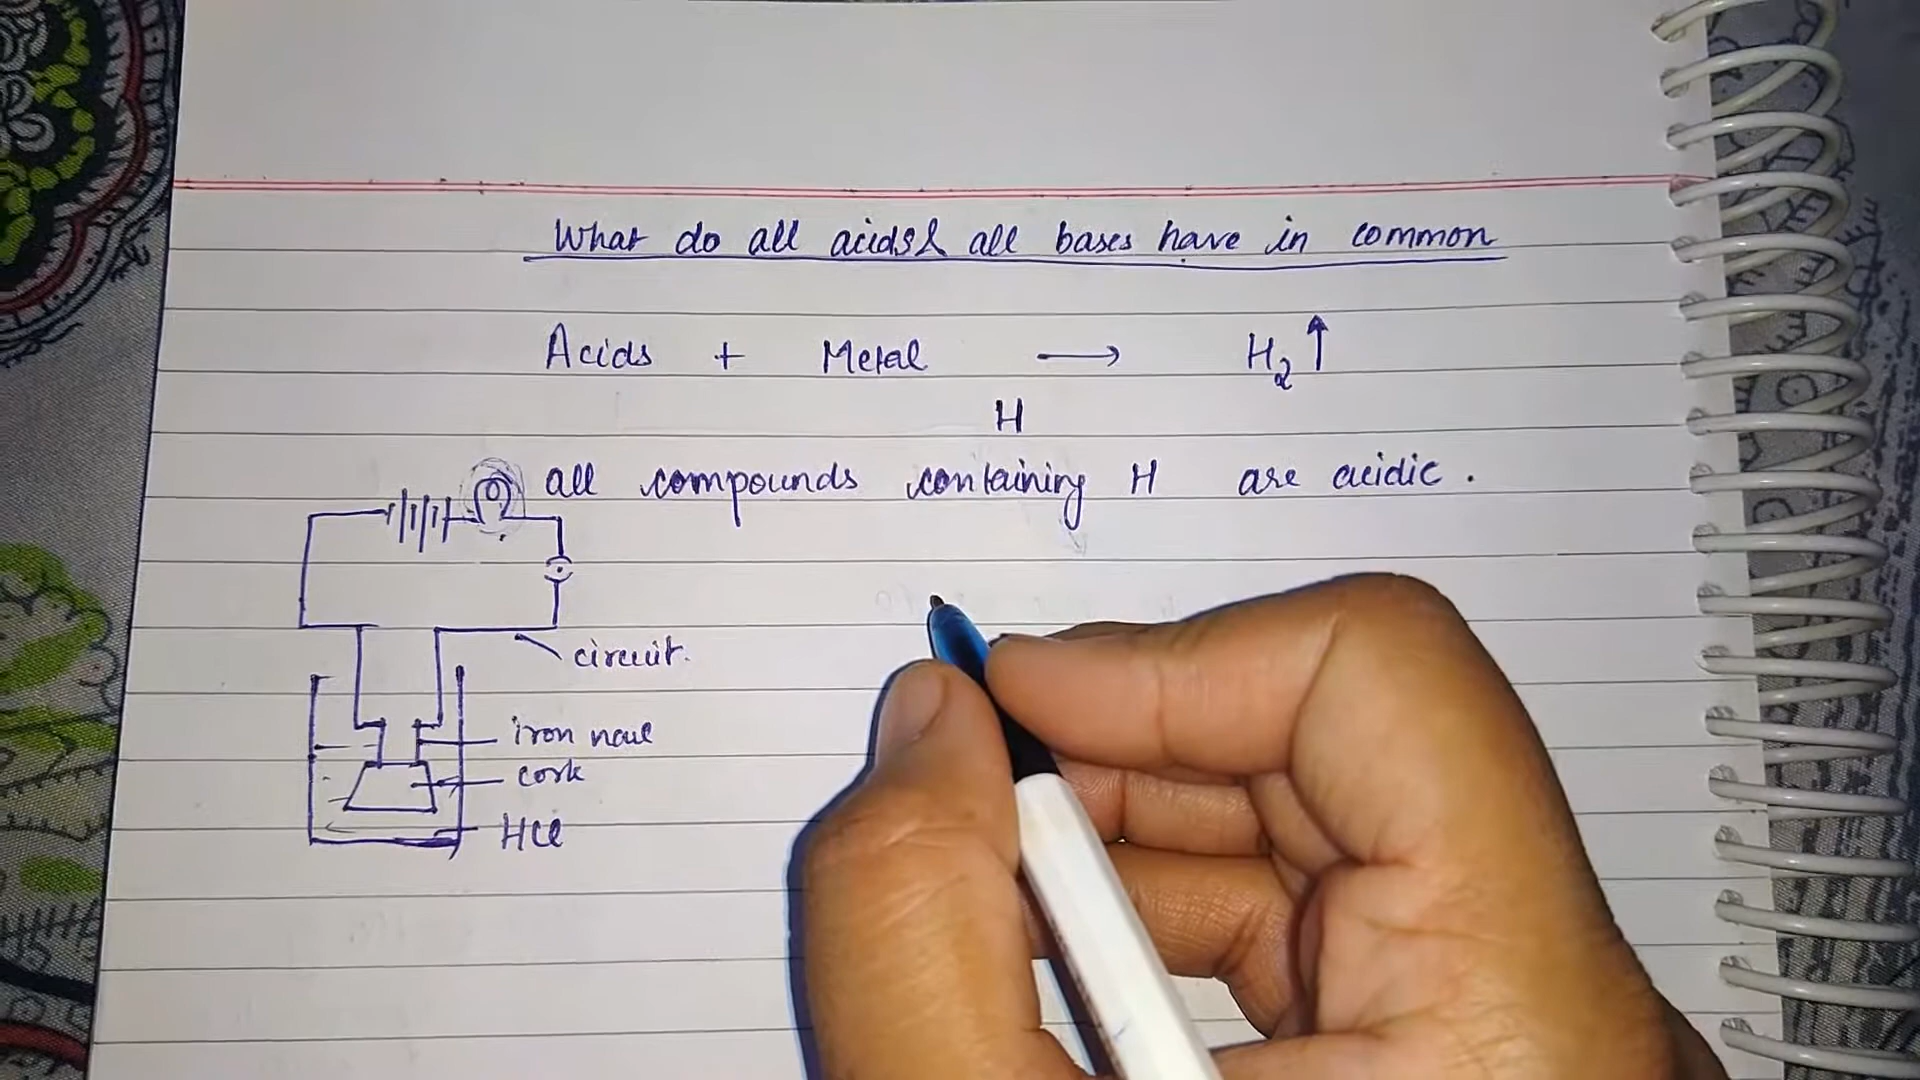 What do all acids & all bases have in common
Acids + Metal ⟶ H₂↑
H
all compounds containing H are acidic.
circuit.
iron nail
cork
HCl